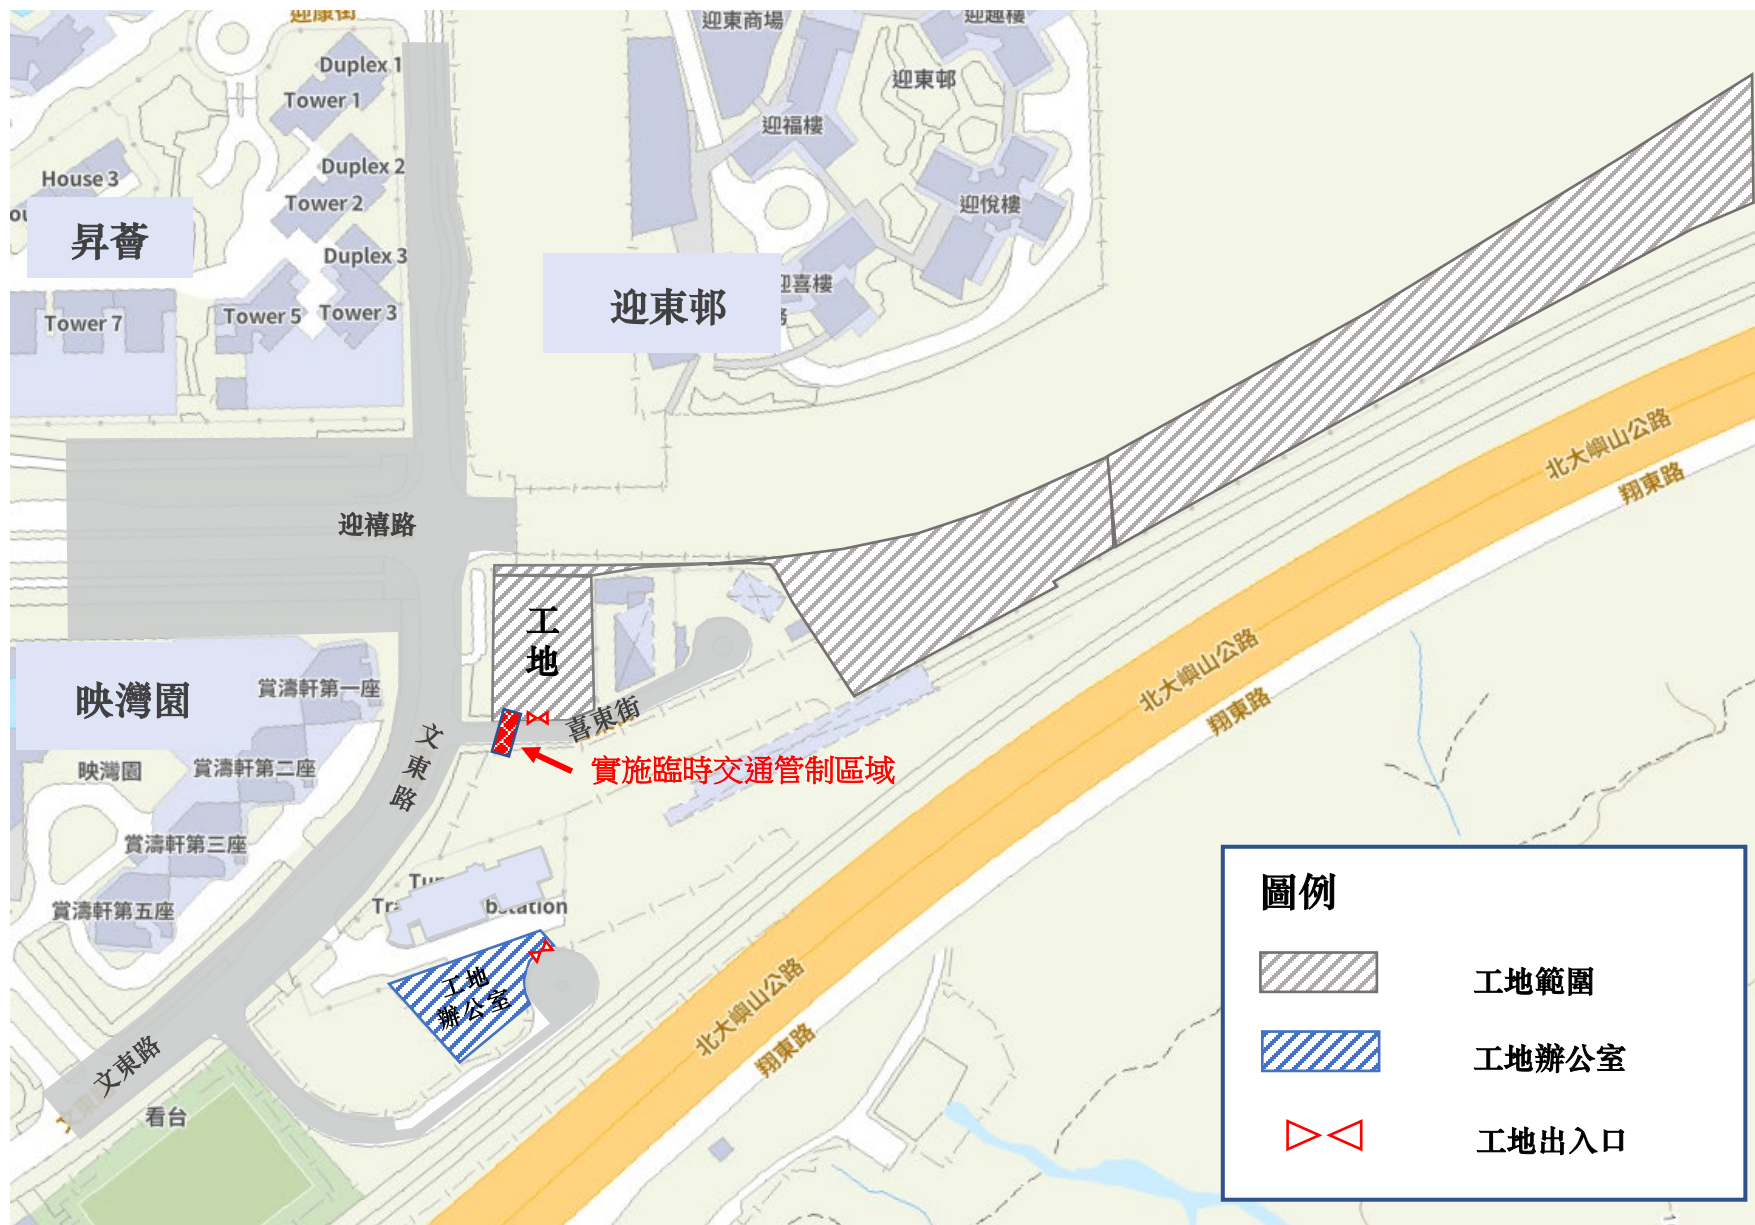 迎康街
迎東商場
迎趣樓
Duplex 1
迎東邨
Tower 1
迎福樓
Duplex 2
House 3
Tower 2
迎悅樓
昇薈
Duplex 3
迎喜樓
迎東邨
Tower 7
Tower 5
Tower 3
北大嶼山公路
翔東路
迎禧路
工
地
北大嶼山公路
翔東路
映灣園
賞濤軒第一座
喜東街
文
東
路
實施臨時交通管制區域
映灣園
賞濤軒第二座
賞濤軒第三座
賞濤軒第五座
工地
辦公室
北大嶼山公路
翔東路
文東路
看台
圖例
工地範圍
工地辦公室
工地出入口